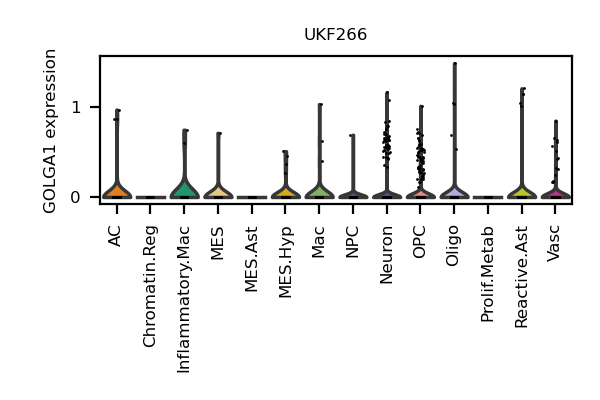 UKF266
GOLGA1 expression
1
0
AC
Chromatin.Reg
Inflammatory.Mac
MES
MES.Ast
MES.Hyp
Mac
NPC
Neuron
OPC
Oligo
Prolif.Metab
Reactive.Ast
Vasc